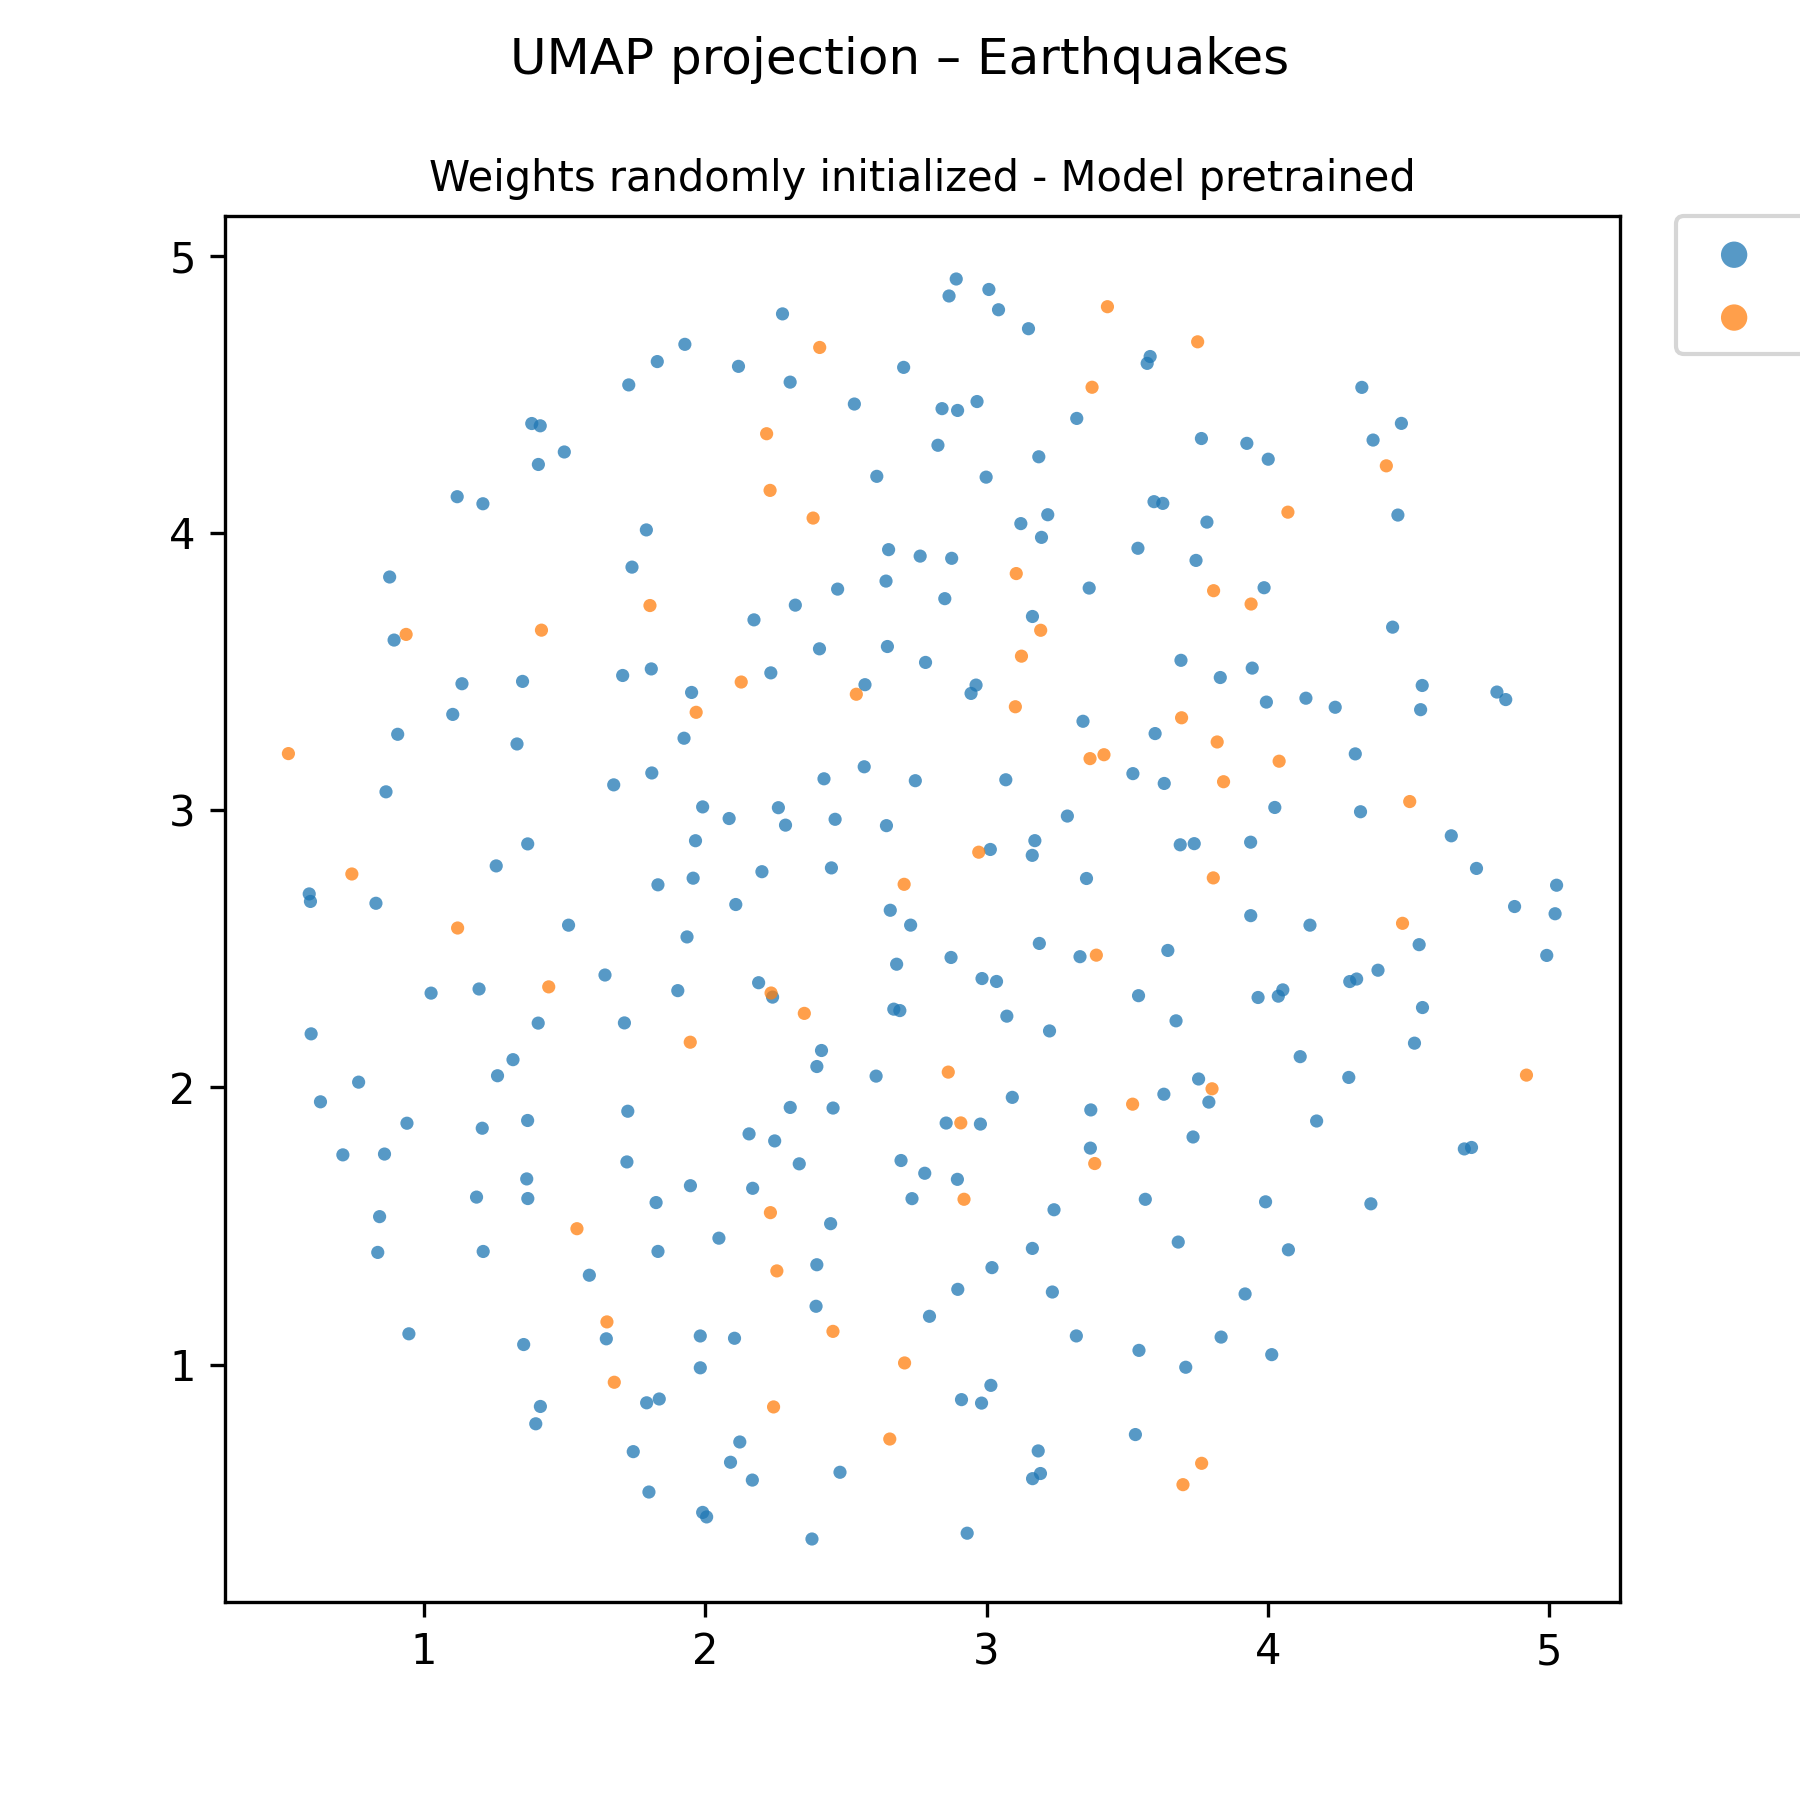 UMAP projection – Earthquakes
Weights randomly initialized - Model pretrained
5
4
3
2
1
1 2 3 4 5